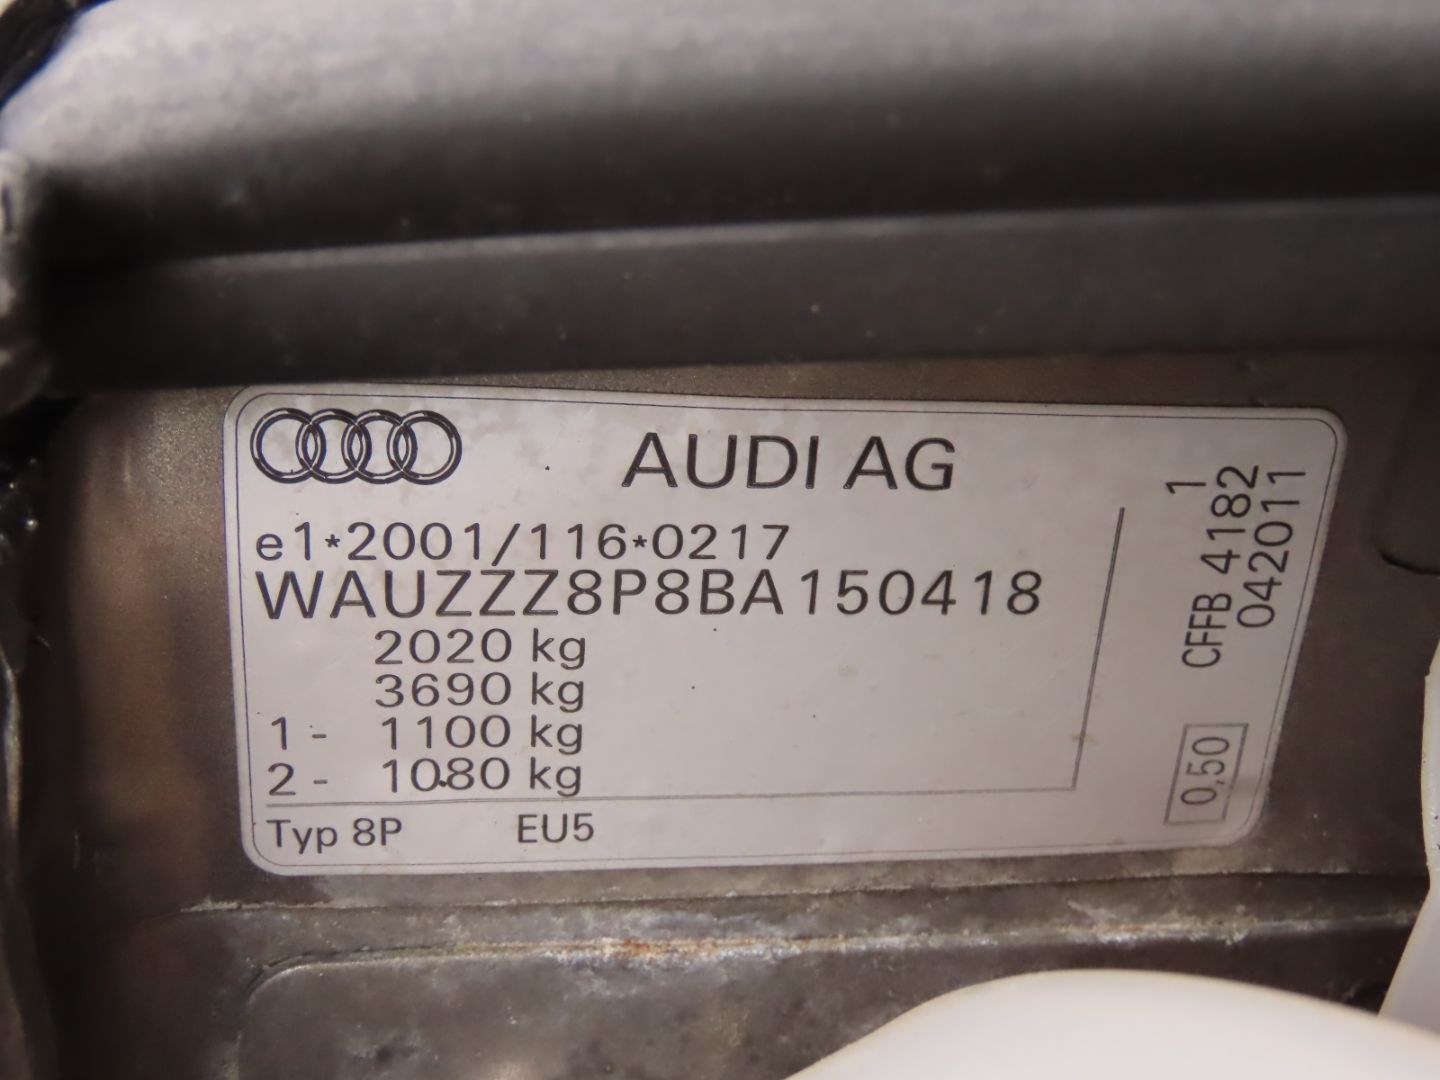 AUDI AG
e1*2001/116*0217
WAUZZZ8P8BA150418
2020 kg
3690 kg
1 - 1100 kg
2 - 1080 kg
Typ 8P EU5
1
CFFB 4182
042011
0,50